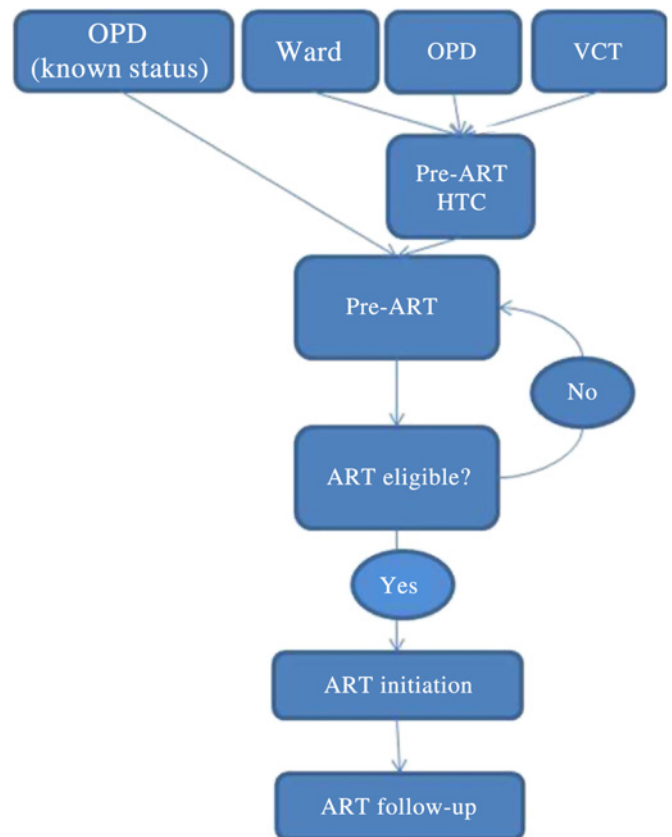 OPD
(known status)
Ward
OPD
VCT
Pre-ART
HTC
Pre-ART
No
ART eligible?
Yes
ART initiation
ART follow-up